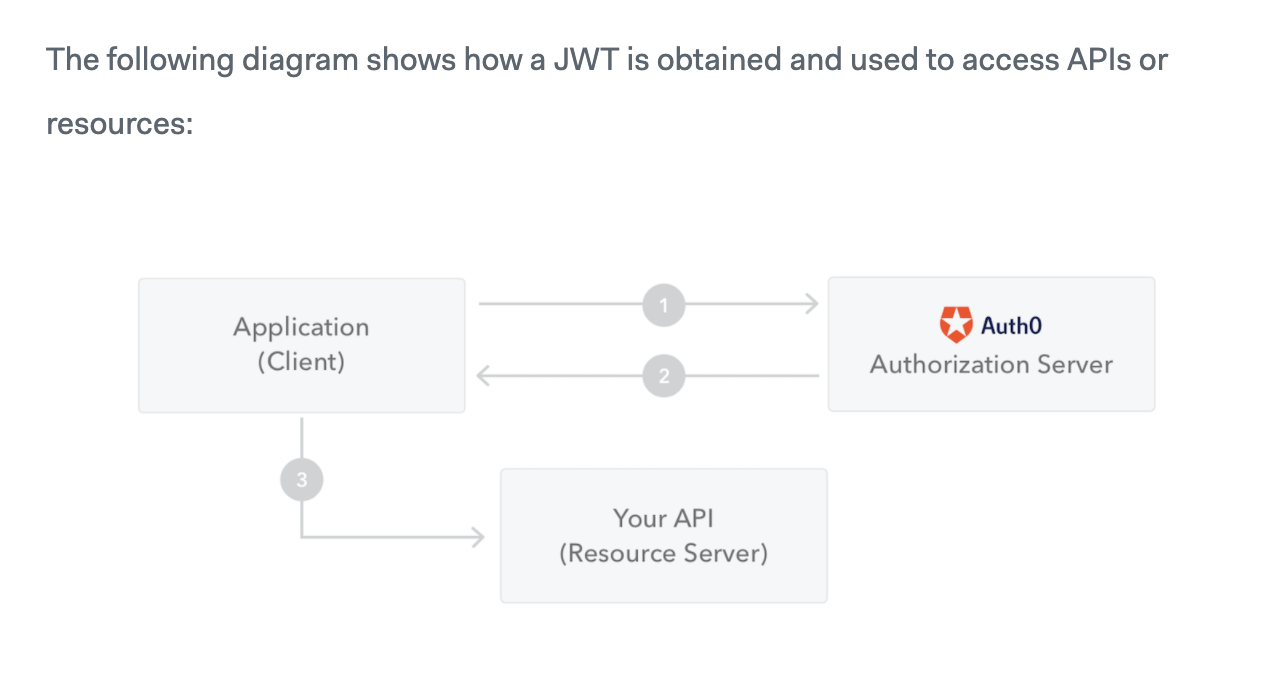 The following diagram shows how a JWT is obtained and used to access APIs or
resources:
Application
(Client)
1
2
Auth0
Authorization Server
3
Your API
(Resource Server)